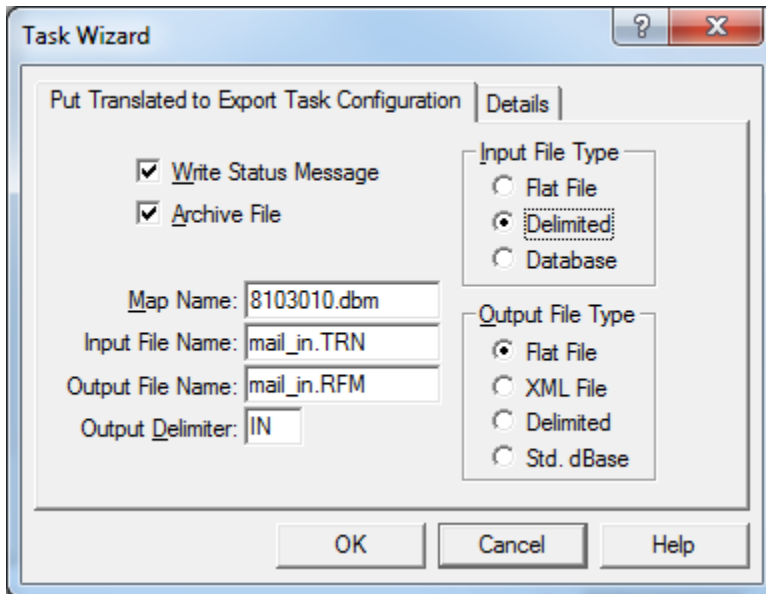 Task Wizard
Put Translated to Export Task Configuration
Details
Write Status Message
Archive File
Input File Type
Flat File
Delimited
Database
Map Name: 8103010.dbm
Input File Name: mail_in.TRN
Output File Name: mail_in.RFM
Output Delimiter: IN
Output File Type
Flat File
XML File
Delimited
Std. dBase
OK
Cancel
Help